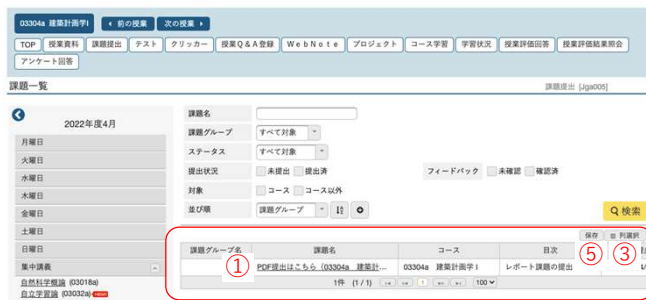 03304a 建築計画学I ◀ 前の授業 次の授業 ▶
TOP 授業資料 課題提出 テスト クリッカー 授業Q&A登録 WebNote プロジェクト コース学習 学習状況 授業評価回答 授業評価結果照会
アンケート回答
課題一覧 課題提出 [Jga005]
2022年度4月
月曜日
火曜日
水曜日
木曜日
金曜日
土曜日
日曜日
集中講義
自然科学概論 (03018a)
自立学習論 (03032a)
課題名
課題グループ すべて対象
ステータス すべて対象
提出状況 未提出 提出済 フィードバック 未確認 確認済
対象 コース コース以外
並び順 課題グループ
検索
保存 列選択
⑤ ③
課題グループ名 課題名 コース 目次
① PDF提出はこちら (03304a 建築計... 03304a 建築計画学I レポート課題の提出
1件 (1/1) 1 100